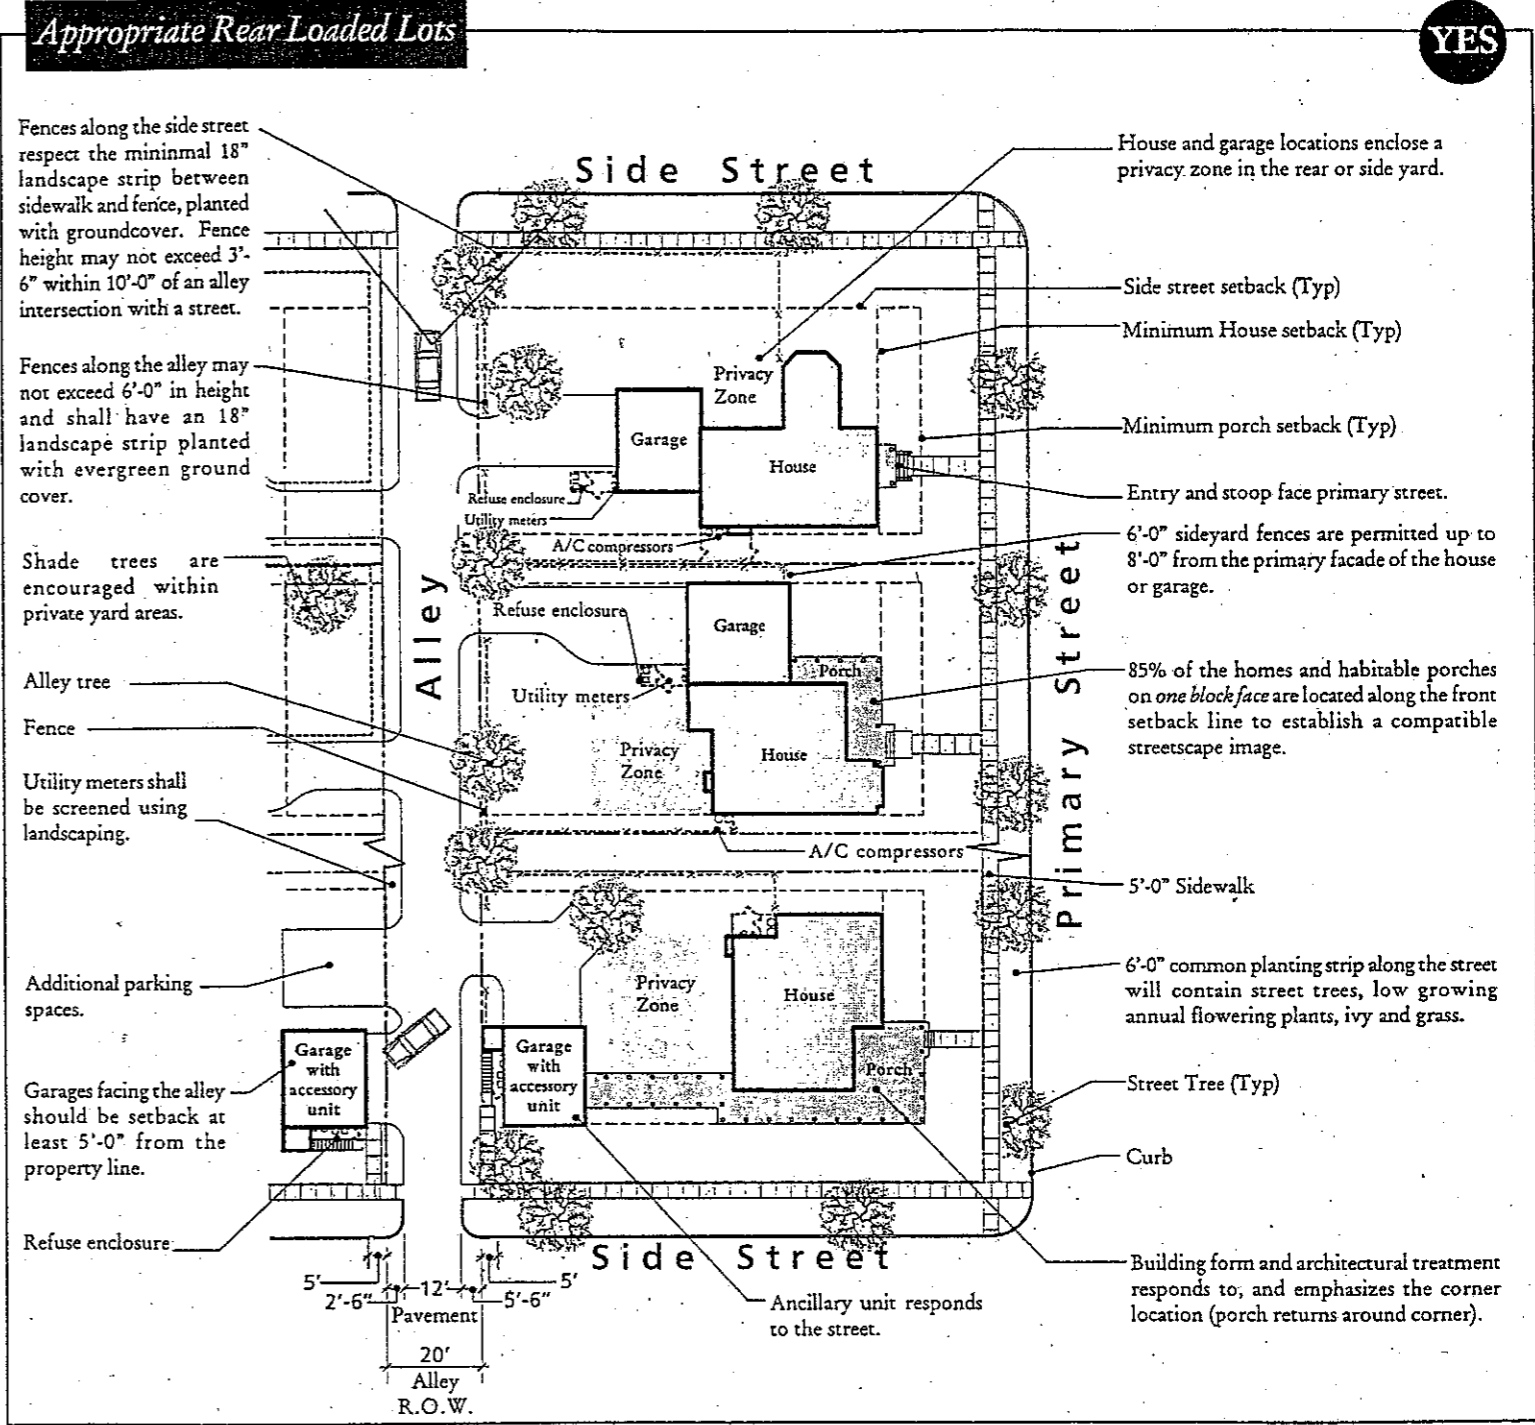 Appropriate Rear Loaded Lots
YES
Fences along the side street
respect the mininmal 18"
landscape strip between
sidewalk and fence, planted
with groundcover. Fence
height may not exceed 3'-
6" within 10'-0" of an alley
intersection with a street.
Fences along the alley may
not exceed 6'-0" in height
and shall have an 18"
landscape strip planted
with evergreen ground
cover.
Shade trees are
encouraged within
private yard areas.
Alley tree
Fence
Utility meters shall
be screened using
landscaping.
Additional parking
spaces.
Garages facing the alley
should be setback at
least 5'-0" from the
property line.
Refuse enclosure
Side Street
Privacy
Zone
Garage
House
Refuse enclosure
Utility meters
A/C compressors
Alley
Refuse enclosure
Garage
Porch
Utility meters
Privacy
Zone
House
A/C compressors
Privacy
Zone
House
Porch
Garage
with
accessory
unit
Garage
with
accessory
unit
Side Street
5'
2'-6"
12'
Pavement
5'-6"
5'
20'
Alley
R.O.W.
Ancillary unit responds
to the street.
Primary Street
House and garage locations enclose a
privacy zone in the rear or side yard.
Side street setback (Typ)
Minimum House setback (Typ)
Minimum porch setback (Typ)
Entry and stoop face primary street.
6'-0" sideyard fences are permitted up to
8'-0" from the primary facade of the house
or garage.
85% of the homes and habitable porches
on one block face are located along the front
setback line to establish a compatible
streetscape image.
5'-0" Sidewalk
6'-0" common planting strip along the street
will contain street trees, low growing
annual flowering plants, ivy and grass.
Street Tree (Typ)
Curb
Building form and architectural treatment
responds to, and emphasizes the corner
location (porch returns around corner).